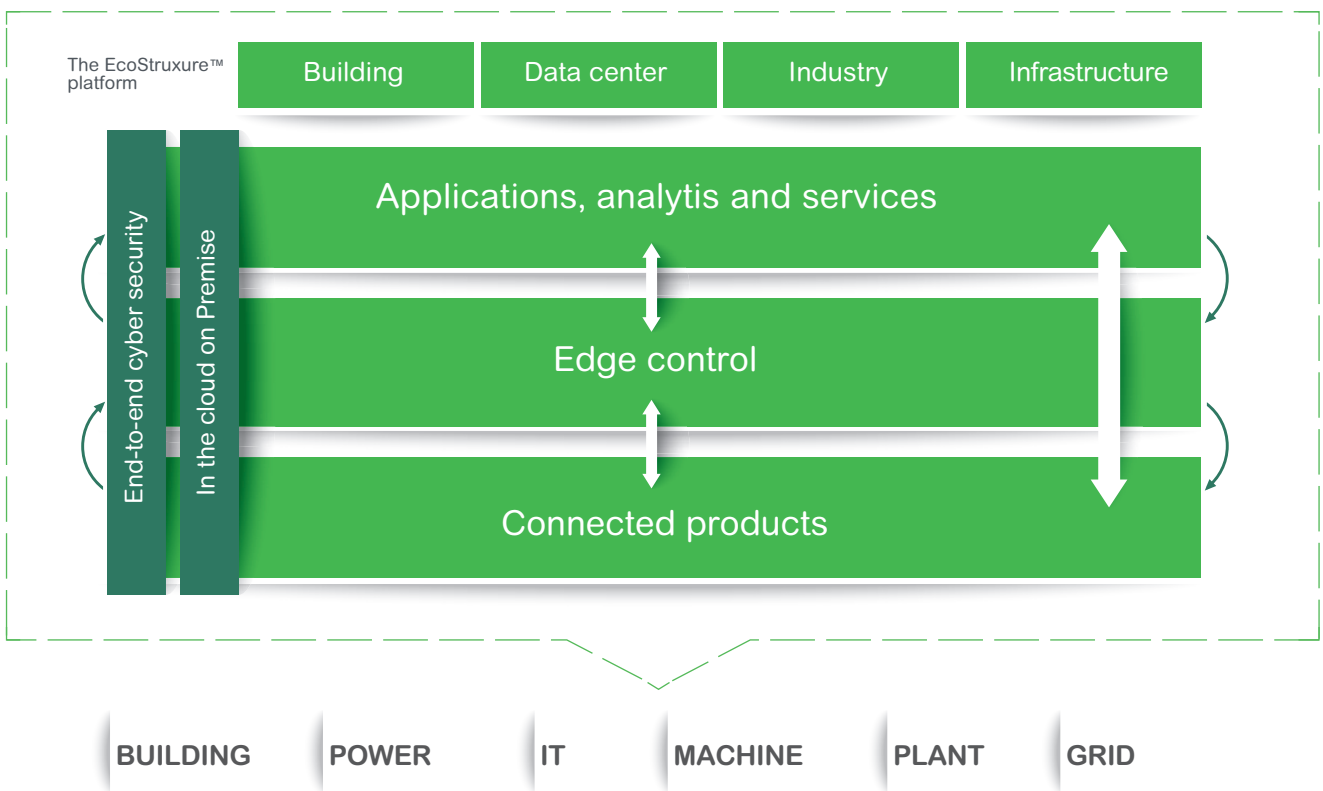 The EcoStruxure™
platform
Building
Data center
Industry
Infrastructure
End-to-end cyber security
In the cloud on Premise
Applications, analytis and services
Edge control
Connected products
BUILDING
POWER
IT
MACHINE
PLANT
GRID